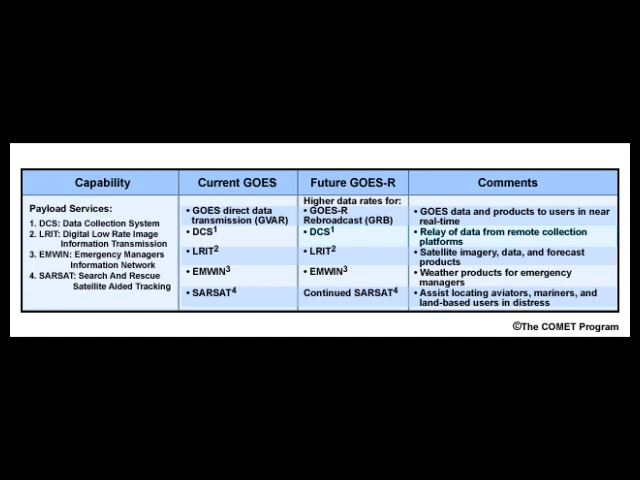 Capability
Current GOES
Future GOES-R
Comments
Payload Services:
1. DCS: Data Collection System
2. LRIT: Digital Low Rate Image
Information Transmission
3. EMWIN: Emergency Managers
Information Network
4. SARSAT: Search And Rescue
Satellite Aided Tracking
• GOES direct data
transmission (GVAR)
• DCS1
• LRIT2
• EMWIN3
• SARSAT4
Higher data rates for:
• GOES-R
Rebroadcast (GRB)
• DCS1
• LRIT2
• EMWIN3
Continued SARSAT4
• GOES data and products to users in near
real-time
• Relay of data from remote collection
platforms
• Satellite imagery, data, and forecast
products
• Weather products for emergency
managers
• Assist locating aviators, mariners, and
land-based users in distress
©The COMET Program